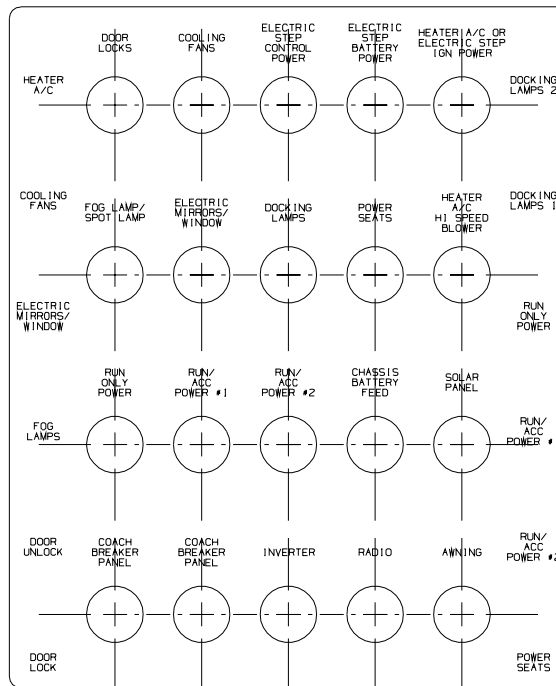 DOOR
LOCKS
COOLING
FANS
ELECTRIC
STEP
CONTROL
POWER
ELECTRIC
STEP
BATTERY
POWER
HEATER A/C OR
ELECTRIC STEP
IGN POWER
HEATER
A/C
DOCKING
LAMPS 2
COOLING
FANS
FOG LAMP/
SPOT LAMP
ELECTRIC
MIRRORS/
WINDOW
DOCKING
LAMPS
POWER
SEATS
HEATER
A/C
HI SPEED
BLOWER
DOCKING
LAMPS 1
ELECTRIC
MIRRORS/
WINDOW
RUN
ONLY
POWER
RUN
ONLY
POWER
RUN/
ACC
POWER #1
RUN/
ACC
POWER #2
CHASSIS
BATTERY
FEED
SOLAR
PANEL
FOG
LAMPS
RUN/
ACC
POWER #
DOOR
UNLOCK
COACH
BREAKER
PANEL
COACH
BREAKER
PANEL
INVERTER
RADIO
AWNING
RUN/
ACC
POWER #2
DOOR
LOCK
POWER
SEATS